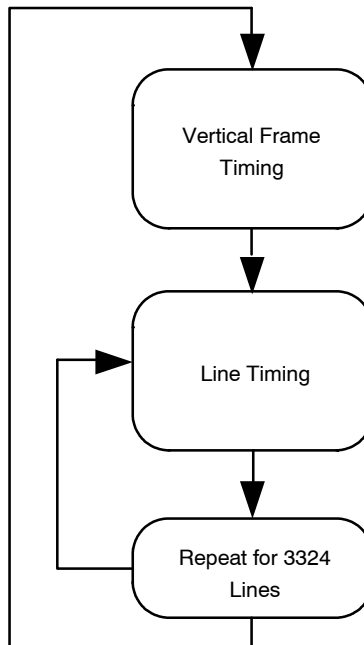 Vertical Frame
Timing
Line Timing
Repeat for 3324
Lines